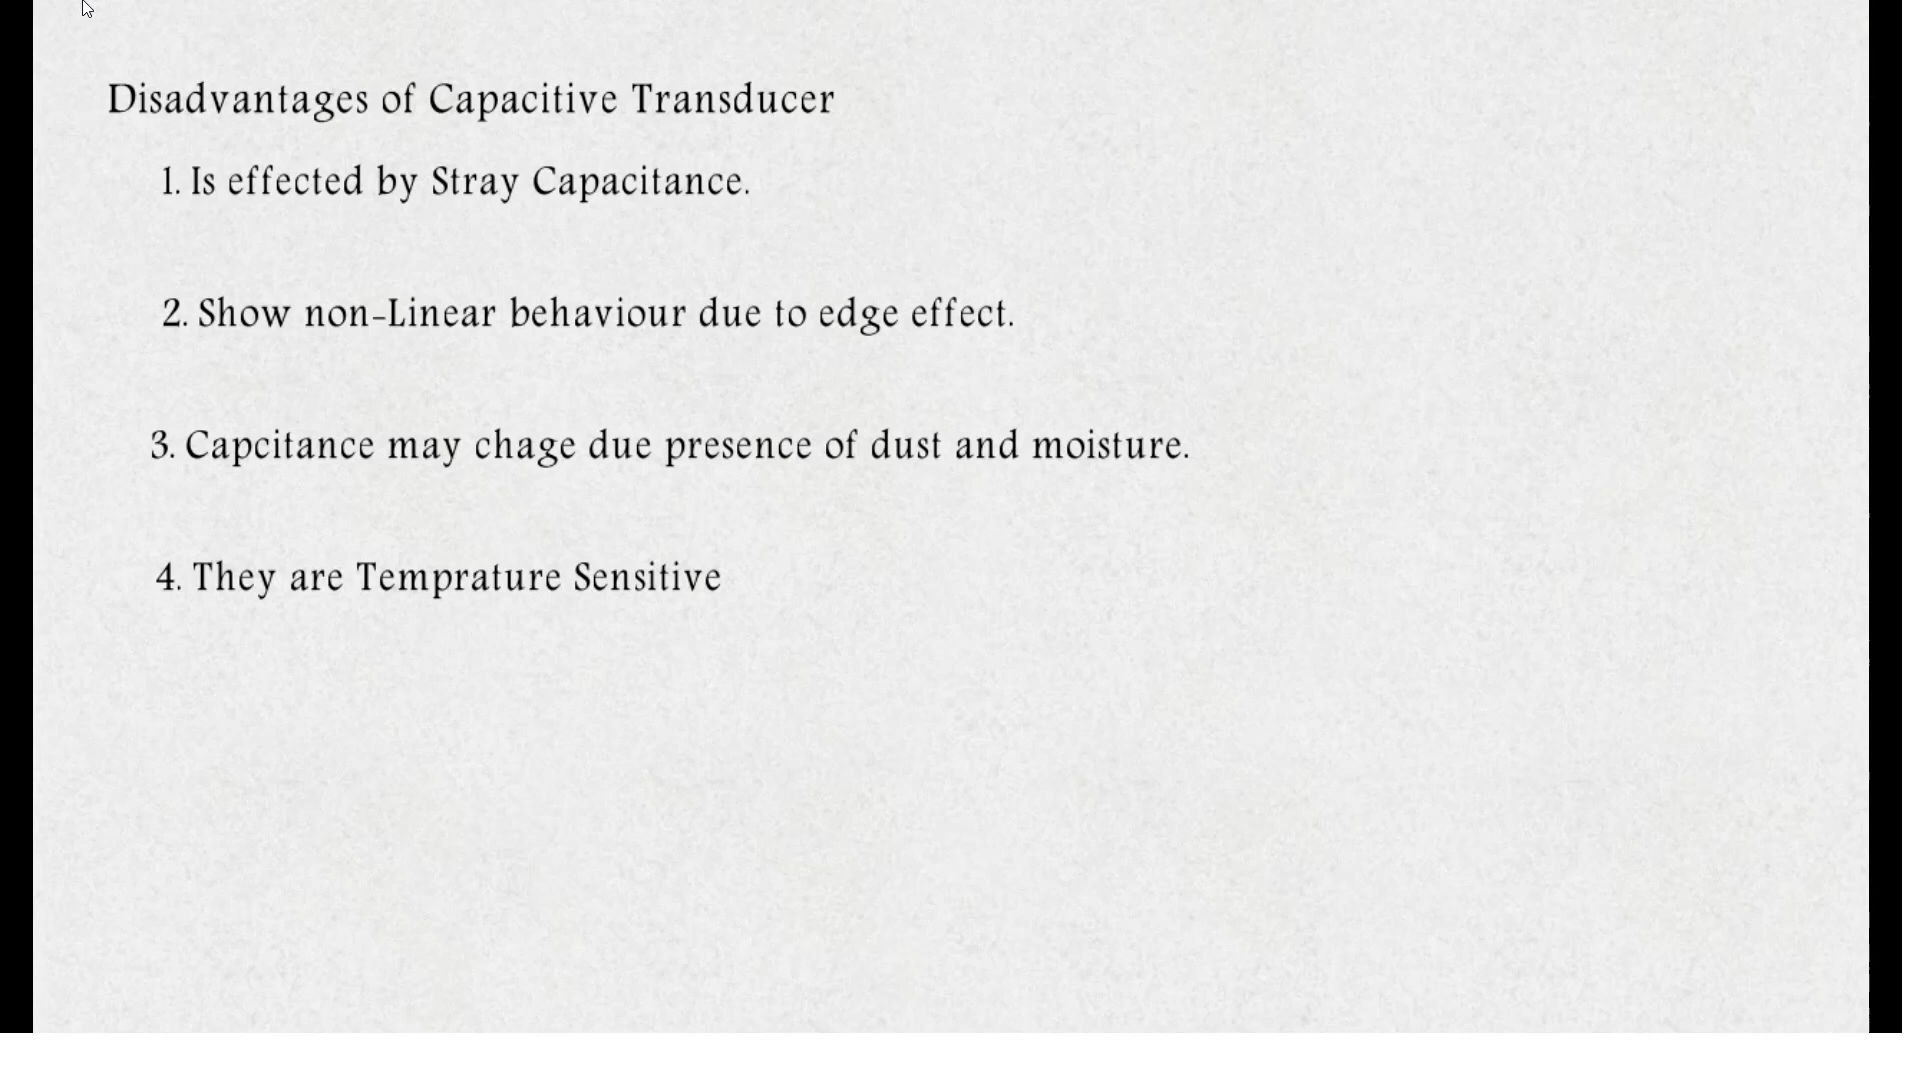 Disadvantages of Capacitive Transducer
1. Is effected by Stray Capacitance.
2. Show non-Linear behaviour due to edge effect.
3. Capcitance may chage due presence of dust and moisture.
4. They are Temprature Sensitive